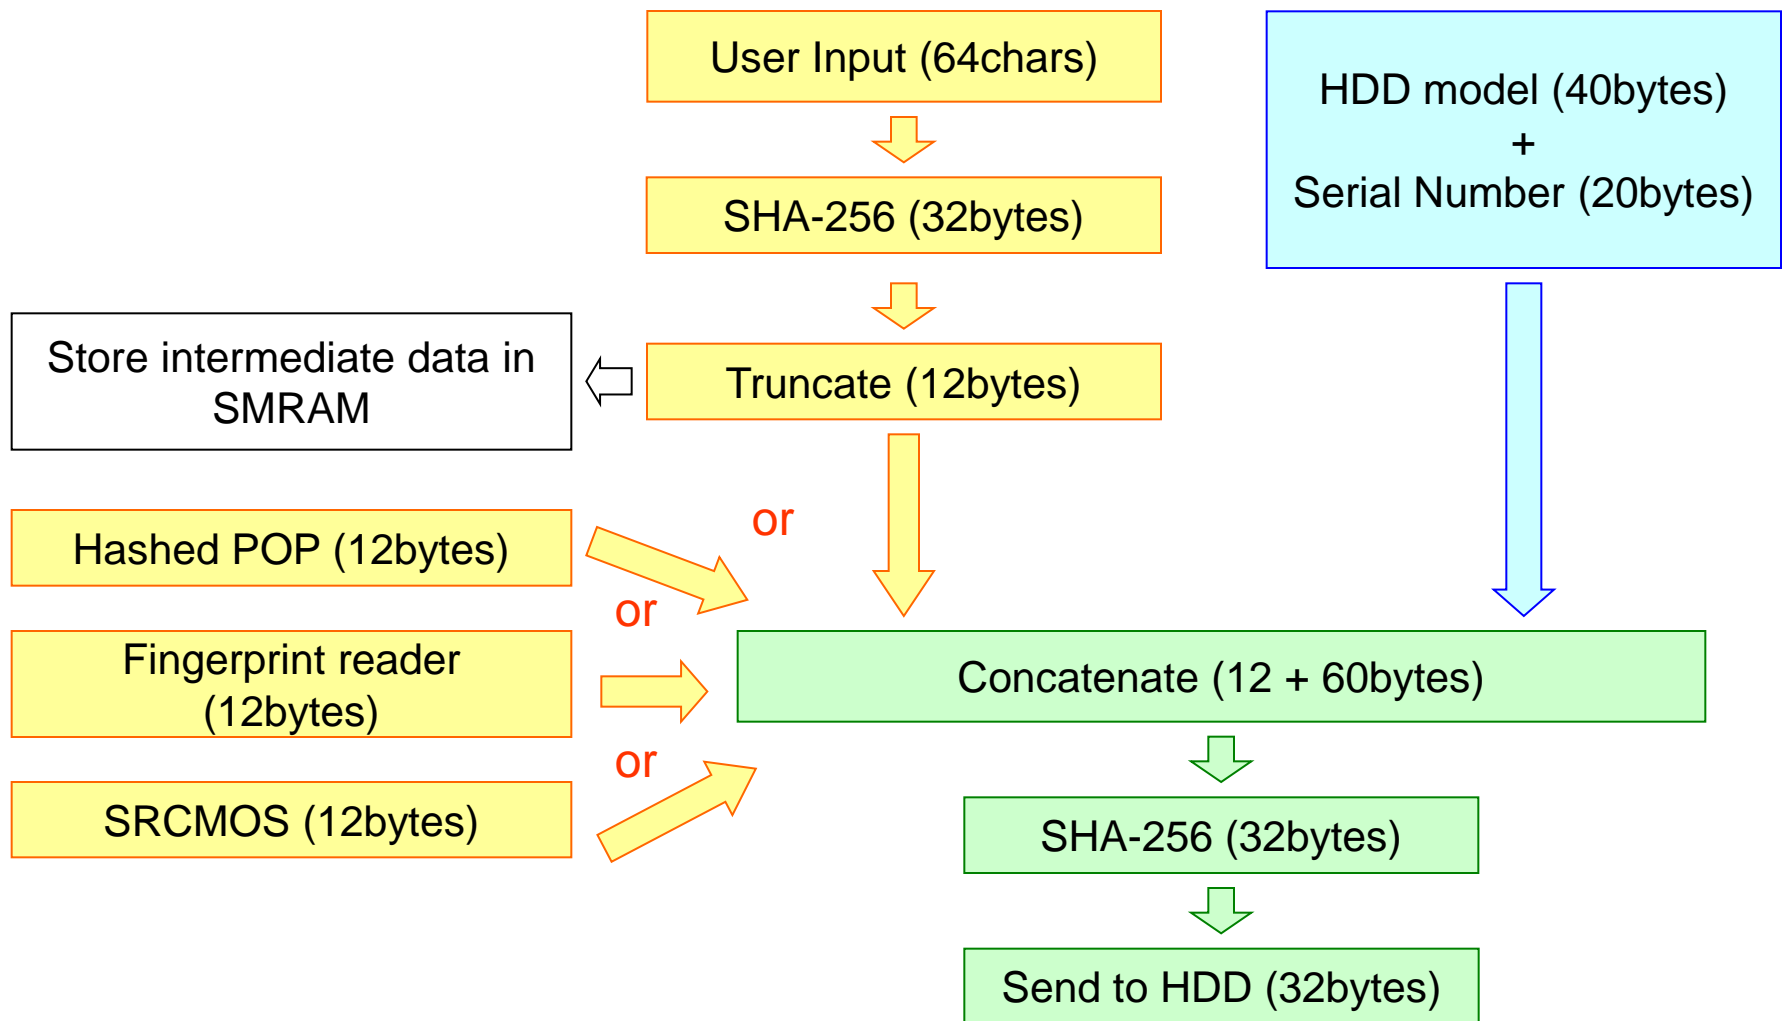 User Input (64chars)
HDD model (40bytes)
+
Serial Number (20bytes)
SHA-256 (32bytes)
Store intermediate data in
SMRAM
Truncate (12bytes)
or
Hashed POP (12bytes)
or
Fingerprint reader
(12bytes)
Concatenate (12 + 60bytes)
or
SRCMOS (12bytes)
SHA-256 (32bytes)
Send to HDD (32bytes)